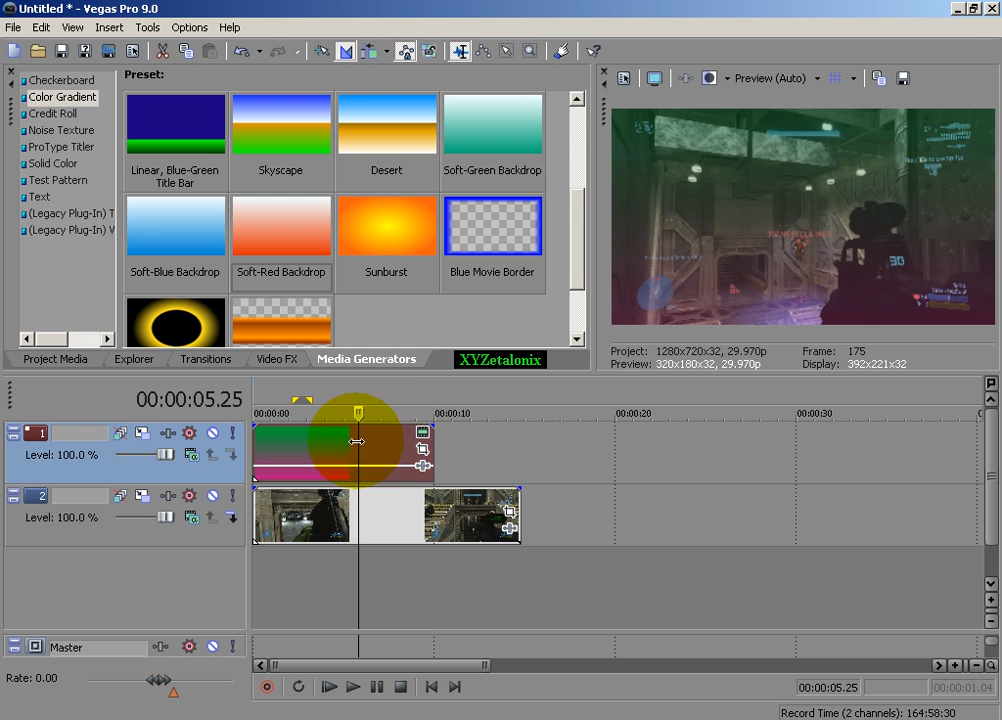 Untitled * - Vegas Pro 9.0
File Edit View Insert Tools Options Help
Checkerboard
Color Gradient
Credit Roll
Noise Texture
ProType Titler
Solid Color
Test Pattern
Text
(Legacy Plug-In) T
(Legacy Plug-In) V
Preset:
Linear, Blue-Green Title Bar
Skyscape
Desert
Soft-Green Backdrop
Soft-Blue Backdrop
Soft-Red Backdrop
Sunburst
Blue Movie Border
Project Media Explorer Transitions Video FX Media Generators XYZetalonix
Preview (Auto)
30
Project: 1280x720x32, 29.970p Frame: 175
Preview: 320x180x32, 29.970p Display: 392x221x32
00:00:05.25
00:00:00 00:00:10 00:00:20 00:00:30
1
Level: 100.0 %
2
Level: 100.0 %
Master
Rate: 0.00
00:00:05.25 00:00:01.04
Record Time (2 channels): 164:58:30